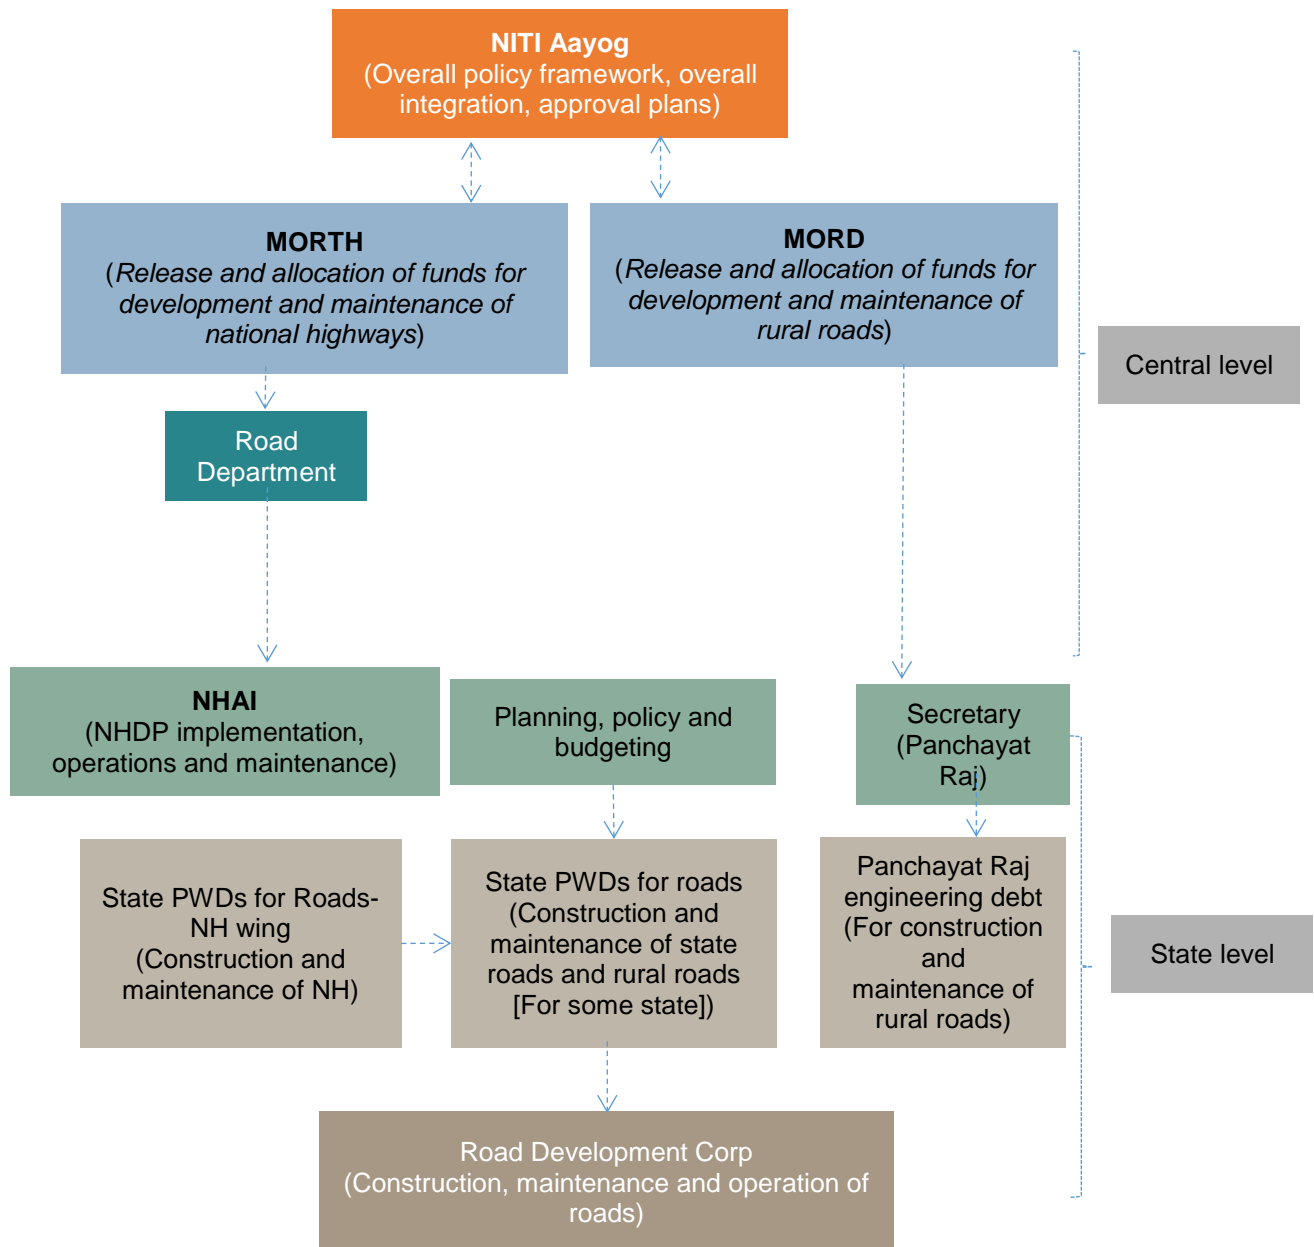 NITI Aayog
(Overall policy framework, overall
integration, approval plans)
MORTH
(Release and allocation of funds for
development and maintenance of
national highways)
MORD
(Release and allocation of funds for
development and maintenance of
rural roads)
Central level
Road
Department
NHAI
(NHDP implementation,
operations and maintenance)
Planning, policy and
budgeting
Secretary
(Panchayat
Raj)
State PWDs for Roads-
NH wing
(Construction and
maintenance of NH)
State PWDs for roads
(Construction and
maintenance of state
roads and rural roads
[For some state])
Panchayat Raj
engineering debt
(For construction
and
maintenance of
rural roads)
State level
Road Development Corp
(Construction, maintenance and operation of
roads)